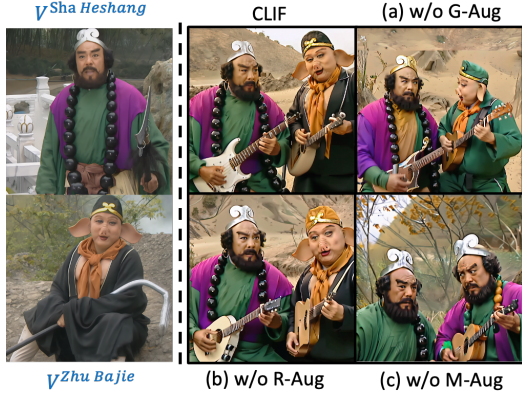 V Sha Heshang
CLIF
(a) w/o G-Aug
V Zhu Bajie
(b) w/o R-Aug
(c) w/o M-Aug